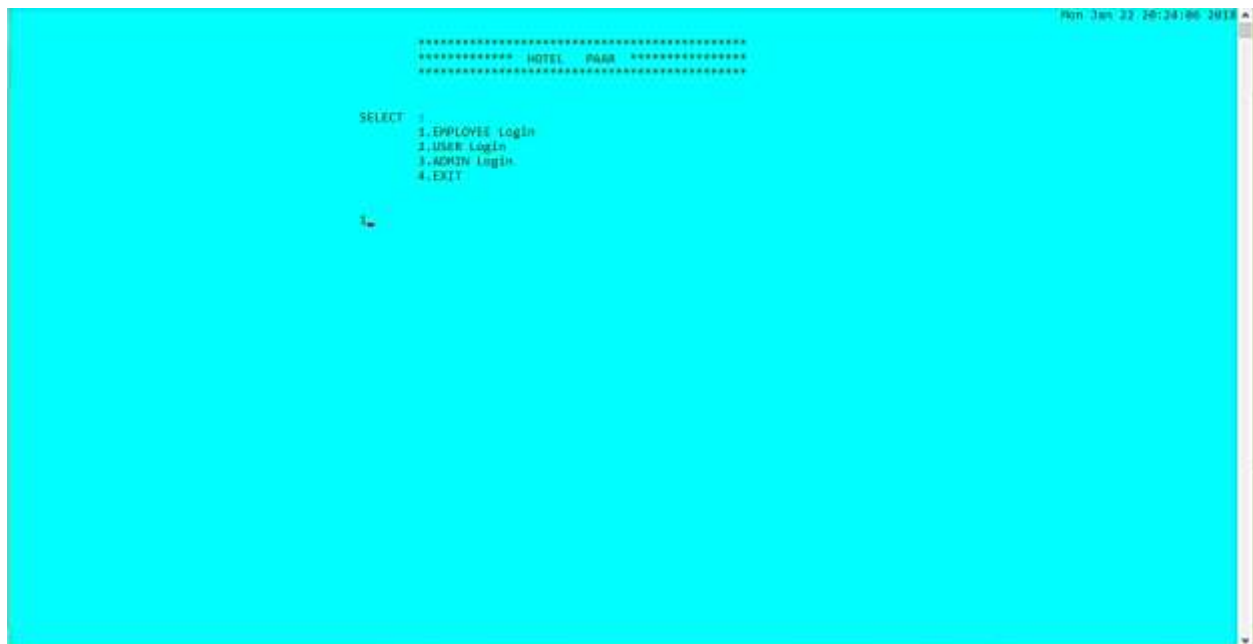 Mon Jan 22 20:24:06 2018
*********************************************
************* HOTEL   PAAR  ****************
*********************************************
SELECT  :
1.EMPLOYEE Login
2.USER Login
3.ADMIN Login
4.EXIT
1